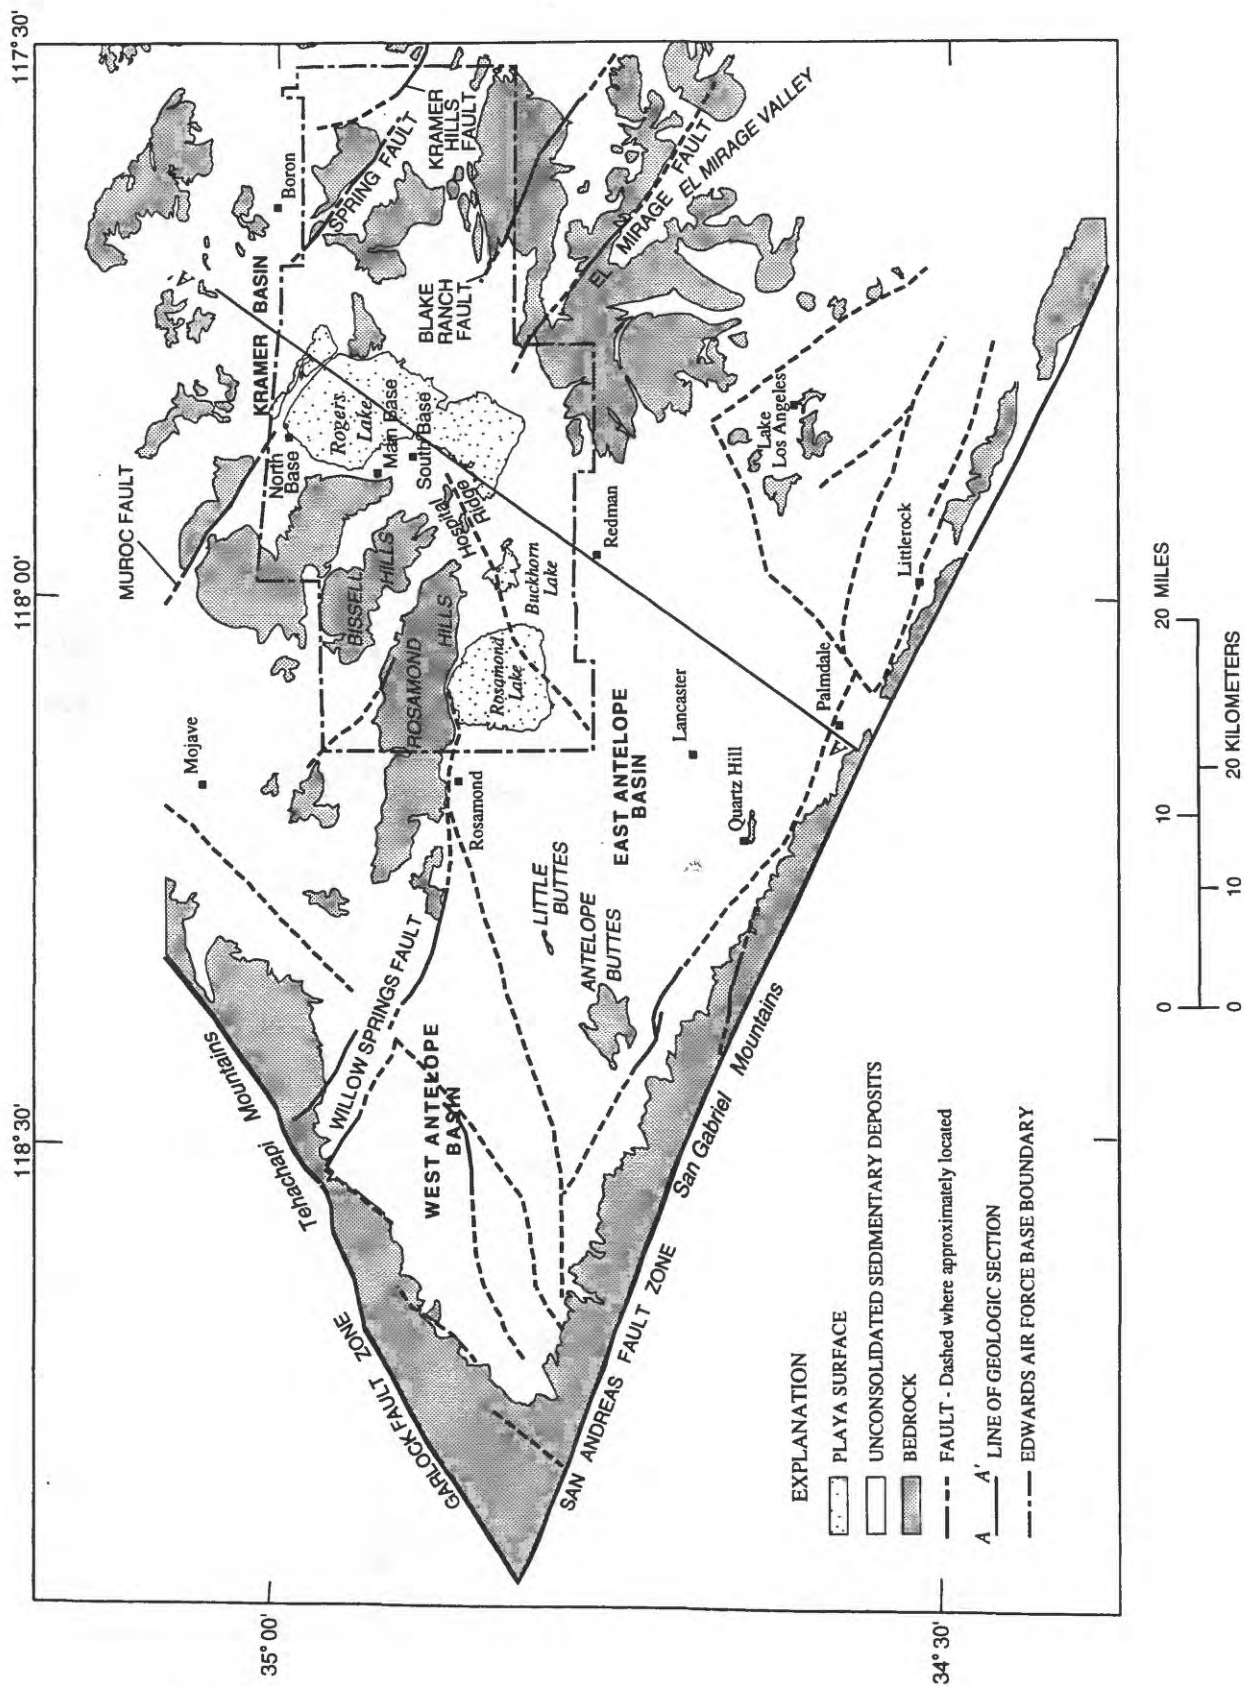 118° 30'
118° 00'
117° 30'
35° 00'
34° 30'
Tehachapi Mountains
GARLOCK FAULT ZONE
SAN ANDREAS FAULT ZONE
San Gabriel Mountains
WILLOW SPRINGS FAULT
WEST ANTELOPE
BASIN
Mojave
MUROC FAULT
KRAMER BASIN
A'
Boron
SPRING FAULT
KRAMER
HILLS
FAULT
BLAKE
RANCH
FAULT
EL MIRAGE FAULT
EL MIRAGE VALLEY
North
Base
Rogers
Lake
Main Base
South Base
BISSELL
HILLS
Hospital
Ridge
ROSAMOND
HILLS
Rosamond
Lake
Buckhorn
Lake
Rosamond
Redman
LITTLE
BUTTES
ANTELOPE
BUTTES
EAST ANTELOPE
BASIN
Lancaster
Quartz Hill
Lake
Los Angeles
Palmdale
A
Littlerock
EXPLANATION
PLAYA SURFACE
UNCONSOLIDATED SEDIMENTARY DEPOSITS
BEDROCK
FAULT - Dashed where approximately located
A A' LINE OF GEOLOGIC SECTION
EDWARDS AIR FORCE BASE BOUNDARY
0 10 20 MILES
0 10 20 KILOMETERS